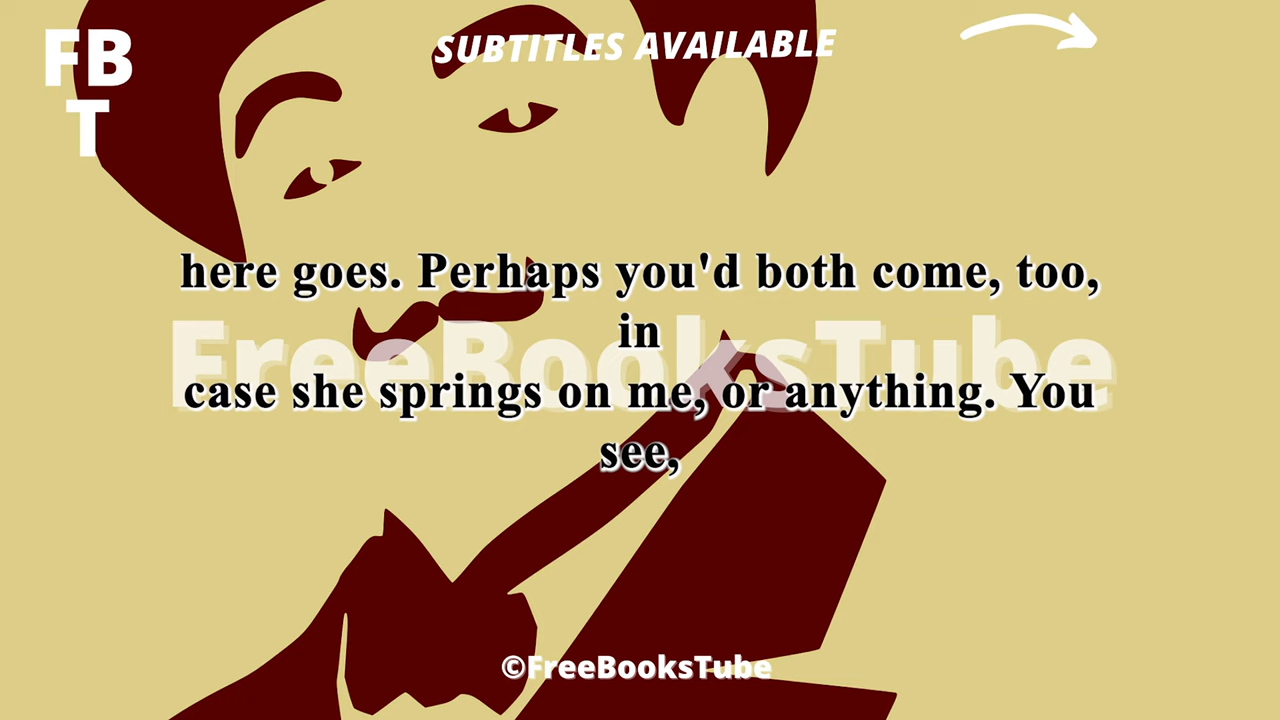 FB
T
SUBTITLES AVAILABLE
here goes. Perhaps you'd both come, too,
in
FreeBooksTube
case she springs on me, or anything. You
see,
©FreeBooksTube